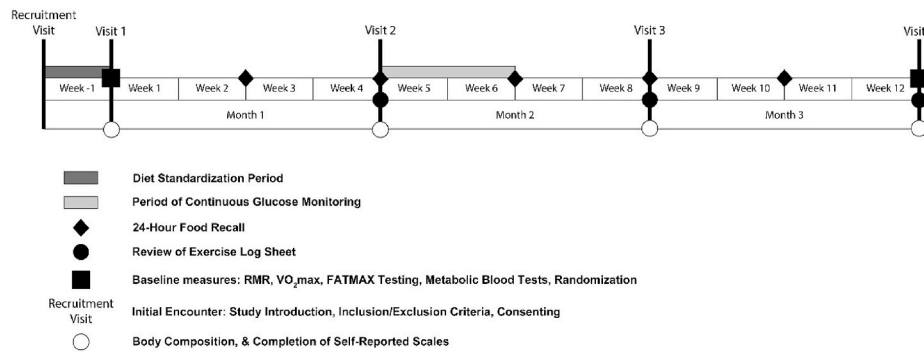 Recruitment
Visit
Visit 1
Visit 2
Visit 3
Visit
Week -1
Week 1
Week 2
Week 3
Week 4
Week 5
Week 6
Week 7
Week 8
Week 9
Week 10
Week 11
Week 12
Month 1
Month 2
Month 3
Diet Standardization Period
Period of Continuous Glucose Monitoring
24-Hour Food Recall
Review of Exercise Log Sheet
Baseline measures: RMR, VO₂max, FATMAX Testing, Metabolic Blood Tests, Randomization
Recruitment
Visit
Initial Encounter: Study Introduction, Inclusion/Exclusion Criteria, Consenting
Body Composition, & Completion of Self-Reported Scales